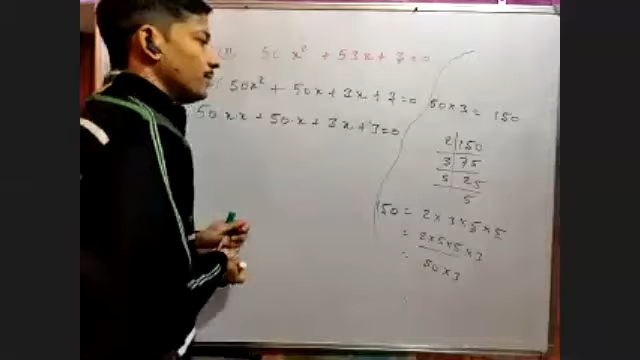 50 x² + 53x + 3 = 0
50x² + 50x + 3x + 3 = 0
50 x x + 50 · x + 3 x + 3 = 0
50 × 3 = 150
2 | 150
3 | 75
5 | 25
5
150 = 2 × 3 × 5 × 5
= 2 × 5 × 5 × 3
= 50 × 3